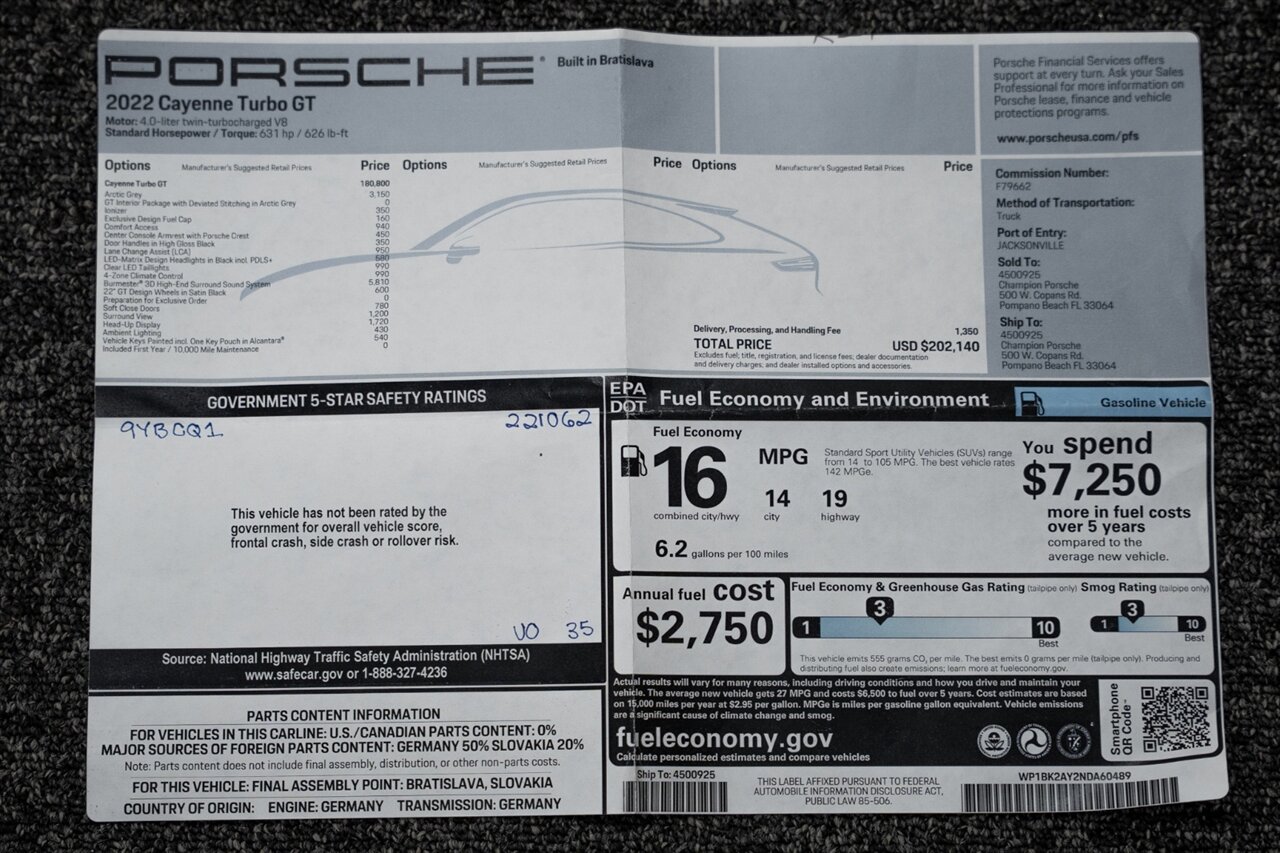 PORSCHE
Built in Bratislava
2022 Cayenne Turbo GT
Motor: 4.0-liter twin-turbocharged V8
Standard Horsepower / Torque: 631 hp / 626 lb-ft
Porsche Financial Services offers
support at every turn. Ask your Sales
Professional for more information on
Porsche lease, finance and vehicle
protections programs.
www.porscheusa.com/pfs
Options Manufacturer's Suggested Retail Prices Price Options Manufacturer's Suggested Retail Prices Price Options Manufacturer's Suggested Retail Prices Price
Cayenne Turbo GT 180,800
Arctic Grey 3,150
GT Interior Package with Deviated Stitching in Arctic Grey 0
Ionizer 350
Exclusive Design Fuel Cap 160
Comfort Access 940
Center Console Armrest with Porsche Crest 450
Door Handles in High Gloss Black 350
Lane Change Assist (LCA) 950
LED-Matrix Design Headlights in Black incl. PDLS+ 680
Clear LED Taillights 990
4-Zone Climate Control 990
Burmester® 3D High-End Surround Sound System 5,810
22" GT Design Wheels in Satin Black 600
Preparation for Exclusive Order 0
Soft Close Doors 780
Surround View 1,200
Head-Up Display 1,720
Ambient Lighting 430
Vehicle Keys Painted incl. One Key Pouch in Alcantara® 540
Included First Year / 10,000 Mile Maintenance 0
Delivery, Processing, and Handling Fee 1,350
TOTAL PRICE USD $202,140
Excludes fuel; title, registration, and license fees; dealer documentation
and delivery charges; and dealer installed options and accessories.
Commission Number:
F79662
Method of Transportation:
Truck
Port of Entry:
JACKSONVILLE
Sold To:
4500925
Champion Porsche
500 W. Copans Rd.
Pompano Beach FL 33064
Ship To:
4500925
Champion Porsche
500 W. Copans Rd.
Pompano Beach FL 33064
GOVERNMENT 5-STAR SAFETY RATINGS
9YBCQ1 221062
This vehicle has not been rated by the
government for overall vehicle score,
frontal crash, side crash or rollover risk.
VO 35
Source: National Highway Traffic Safety Administration (NHTSA)
www.safecar.gov or 1-888-327-4236
PARTS CONTENT INFORMATION
FOR VEHICLES IN THIS CARLINE: U.S./CANADIAN PARTS CONTENT: 0%
MAJOR SOURCES OF FOREIGN PARTS CONTENT: GERMANY 50% SLOVAKIA 20%
Note: Parts content does not include final assembly, distribution, or other non-parts costs.
FOR THIS VEHICLE: FINAL ASSEMBLY POINT: BRATISLAVA, SLOVAKIA
COUNTRY OF ORIGIN: ENGINE: GERMANY TRANSMISSION: GERMANY
EPA
DOT
Fuel Economy and Environment
Gasoline Vehicle
Fuel Economy
16 MPG
combined city/hwy
14
city
19
highway
6.2 gallons per 100 miles
Standard Sport Utility Vehicles (SUVs) range
from 14 to 105 MPG. The best vehicle rates
142 MPGe.
You spend
$7,250
more in fuel costs
over 5 years
compared to the
average new vehicle.
Annual fuel cost
$2,750
Fuel Economy & Greenhouse Gas Rating (tailpipe only)
3
1 10
Best
Smog Rating (tailpipe only)
3
1 10
Best
This vehicle emits 555 grams CO₂ per mile. The best emits 0 grams per mile (tailpipe only). Producing and
distributing fuel also create emissions; learn more at fueleconomy.gov.
Actual results will vary for many reasons, including driving conditions and how you drive and maintain your
vehicle. The average new vehicle gets 27 MPG and costs $6,500 to fuel over 5 years. Cost estimates are based
on 15,000 miles per year at $2.95 per gallon. MPGe is miles per gasoline gallon equivalent. Vehicle emissions
are a significant cause of climate change and smog.
fueleconomy.gov
Calculate personalized estimates and compare vehicles
Smartphone
QR Code™
Ship To: 4500925
THIS LABEL AFFIXED PURSUANT TO FEDERAL
AUTOMOBILE INFORMATION DISCLOSURE ACT,
PUBLIC LAW 85-506.
WP1BK2AY2NDA60489